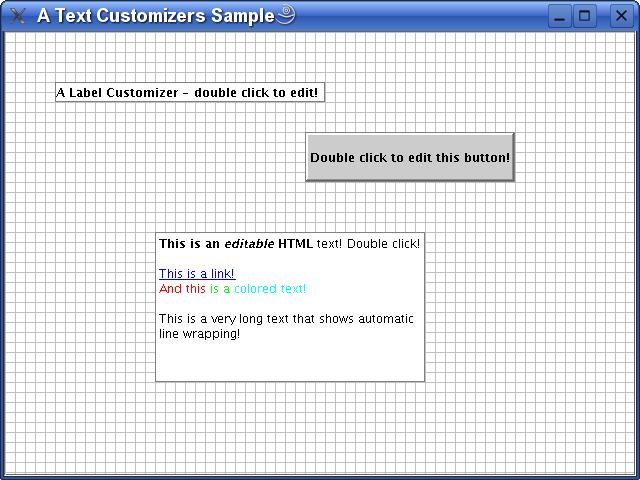 A Text Customizers Sample
A Label Customizer - double click to edit!
Double click to edit this button!
This is an editable HTML text! Double click!
This is a link!
And this is a colored text!
This is a very long text that shows automatic
line wrapping!